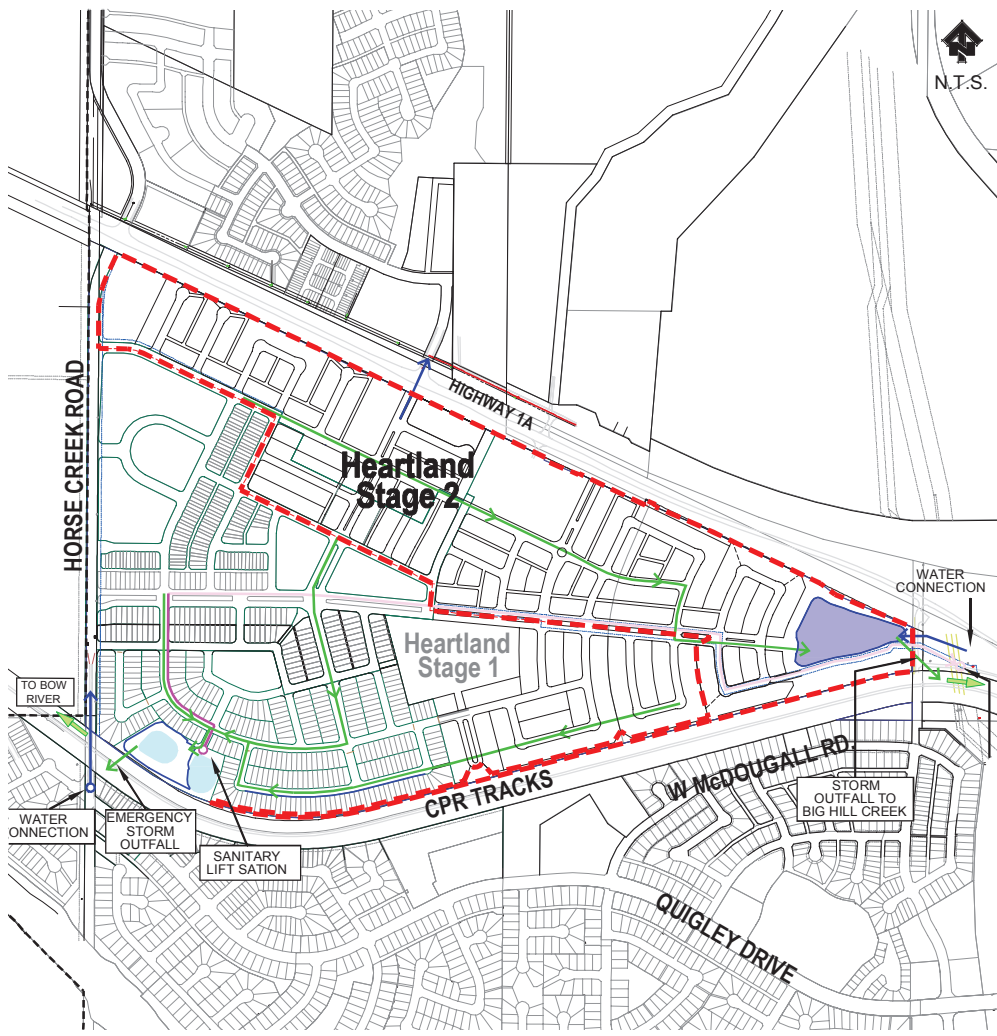 N.T.S.
HORSE CREEK ROAD
HIGHWAY 1A
Heartland
Stage 2
WATER
CONNECTION
Heartland
Stage 1
TO BOW
RIVER
CPR TRACKS
W McDOUGALL RD.
STORM
OUTFALL TO
BIG HILL CREEK
WATER
ONNECTION
EMERGENCY
STORM
OUTFALL
SANITARY
LIFT SATION
QUIGLEY DRIVE